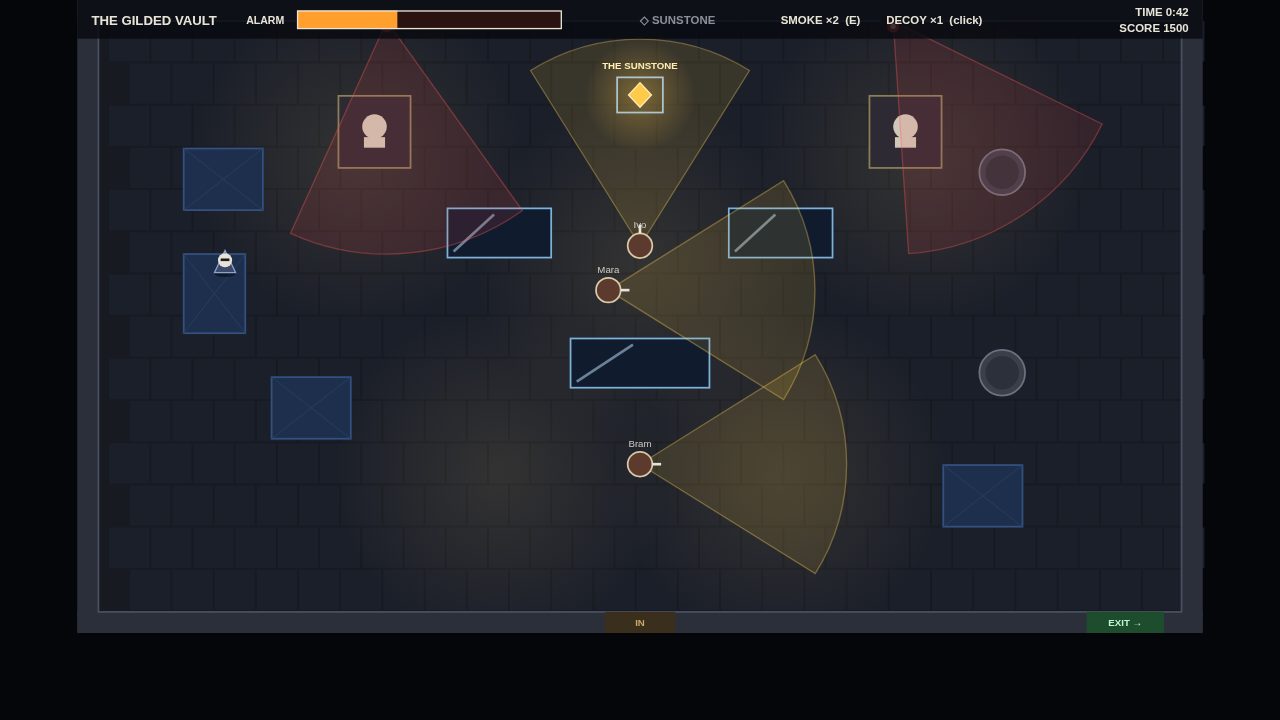 THE GILDED VAULT
ALARM
◇ SUNSTONE
SMOKE ×2 (E)
DECOY ×1 (click)
TIME 0:42
SCORE 1500
THE SUNSTONE
Ivo
Mara
Bram
IN
EXIT →